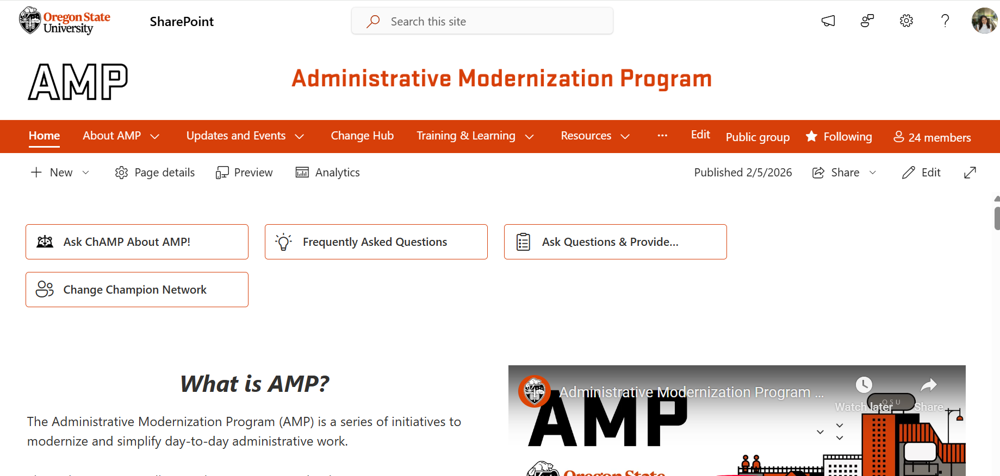 Oregon State
University
SharePoint
Search this site
AMP
Administrative Modernization Program
Home
About AMP
Updates and Events
Change Hub
Training & Learning
Resources
...
Edit
Public group
Following
24 members
New
Page details
Preview
Analytics
Published 2/5/2026
Share
Edit
Ask ChAMP About AMP!
Frequently Asked Questions
Ask Questions & Provide...
Change Champion Network
What is AMP?
The Administrative Modernization Program (AMP) is a series of initiatives to
modernize and simplify day-to-day administrative work.
Administrative Modernization Program ...
Watch later
Share
OSU
AMP
Oregon State